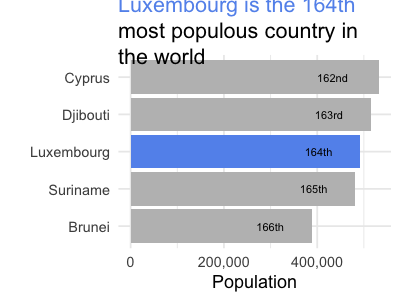 Luxembourg is the 164th
most populous country in
the world
Cyprus 162nd
Djibouti 163rd
Luxembourg 164th
Suriname 165th
Brunei 166th
0 200,000 400,000
Population